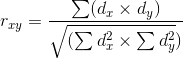 r_{xy} = \frac{\sum(d_x \times d_y)}{\sqrt{(\sum d_x^2 \times \sum d_y^2)}}